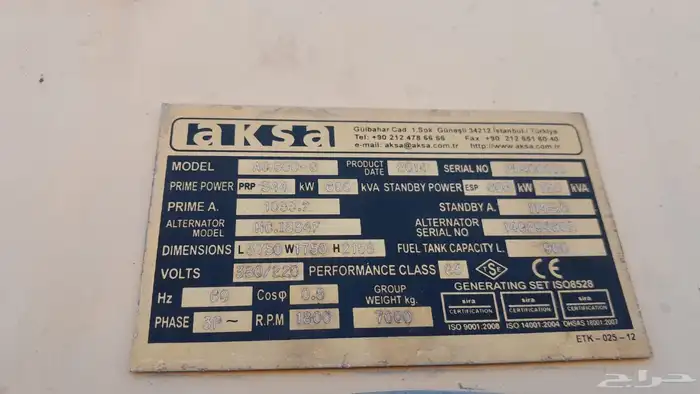 aksa
Gülbahar Cad. 1.Sok. Güneşli 34212 İstanbul / Türkiye
Tel: +90 212 478 66 66 Fax +90 212 651 60 40
e-mail: aksa@aksa.com.tr http://www.aksa.com.tr
MODEL PRODUCT DATE SERIAL NO
PRIME POWER PRP kW kVA STANDBY POWER ESP kW kVA
PRIME A. STANDBY A.
ALTERNATOR MODEL ALTERNATOR SERIAL NO
DIMENSIONS L W 1750 H FUEL TANK CAPACITY L.
VOLTS 380/220 PERFORMANCE CLASS TSE CE
GENERATING SET ISO8528
Hz 60 Cosφ 0.8 GROUP WEIGHT kg. 7000
PHASE 3P~ R.P.M 1800
sira CERTIFICATION sira CERTIFICATION sira CERTIFICATION
ISO 9001:2008 ISO 14001:2004 OHSAS 18001:2007
ETK-025-12
حراج